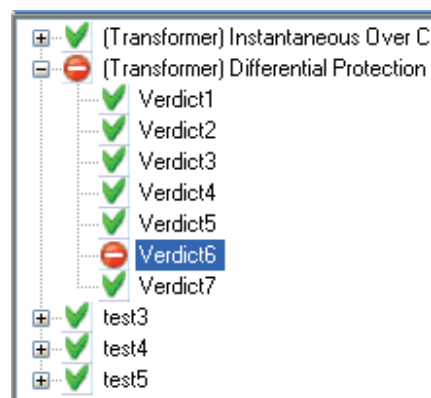 (Transformer) Instantaneous Over C
(Transformer) Differential Protection
Verdict1
Verdict2
Verdict3
Verdict4
Verdict5
Verdict6
Verdict7
test3
test4
test5